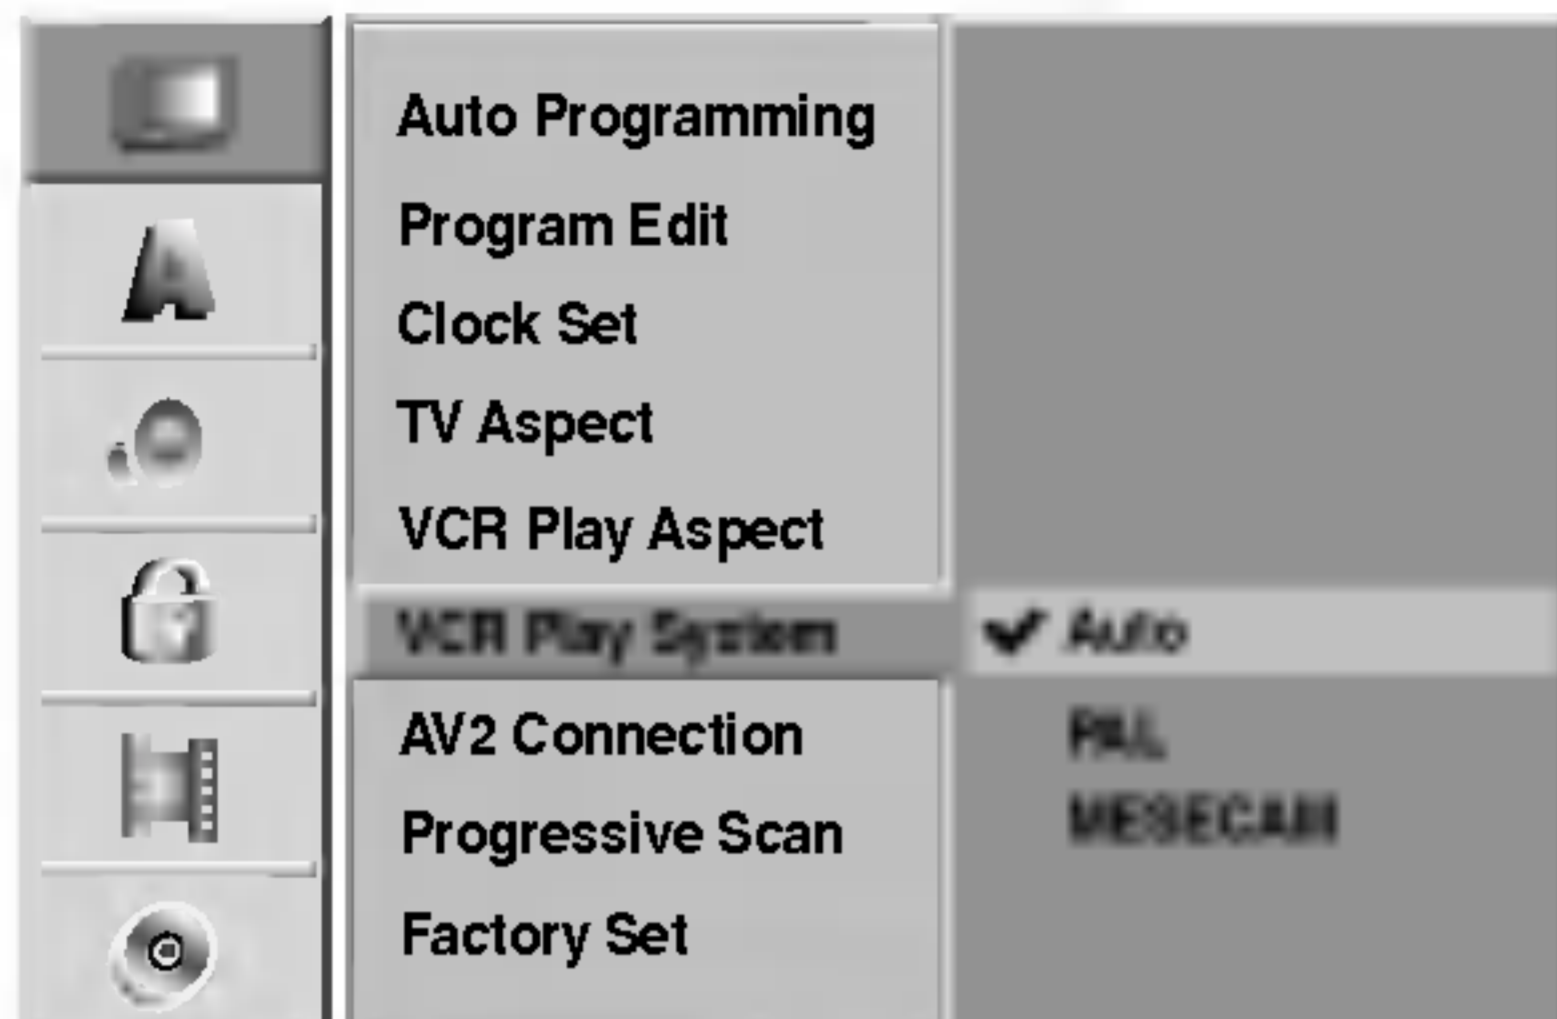 Auto Programming
Program Edit
Clock Set
TV Aspect
VCR Play Aspect
VCR Play System
✔ Auto
PAL
MESECAM
AV2 Connection
Progressive Scan
Factory Set